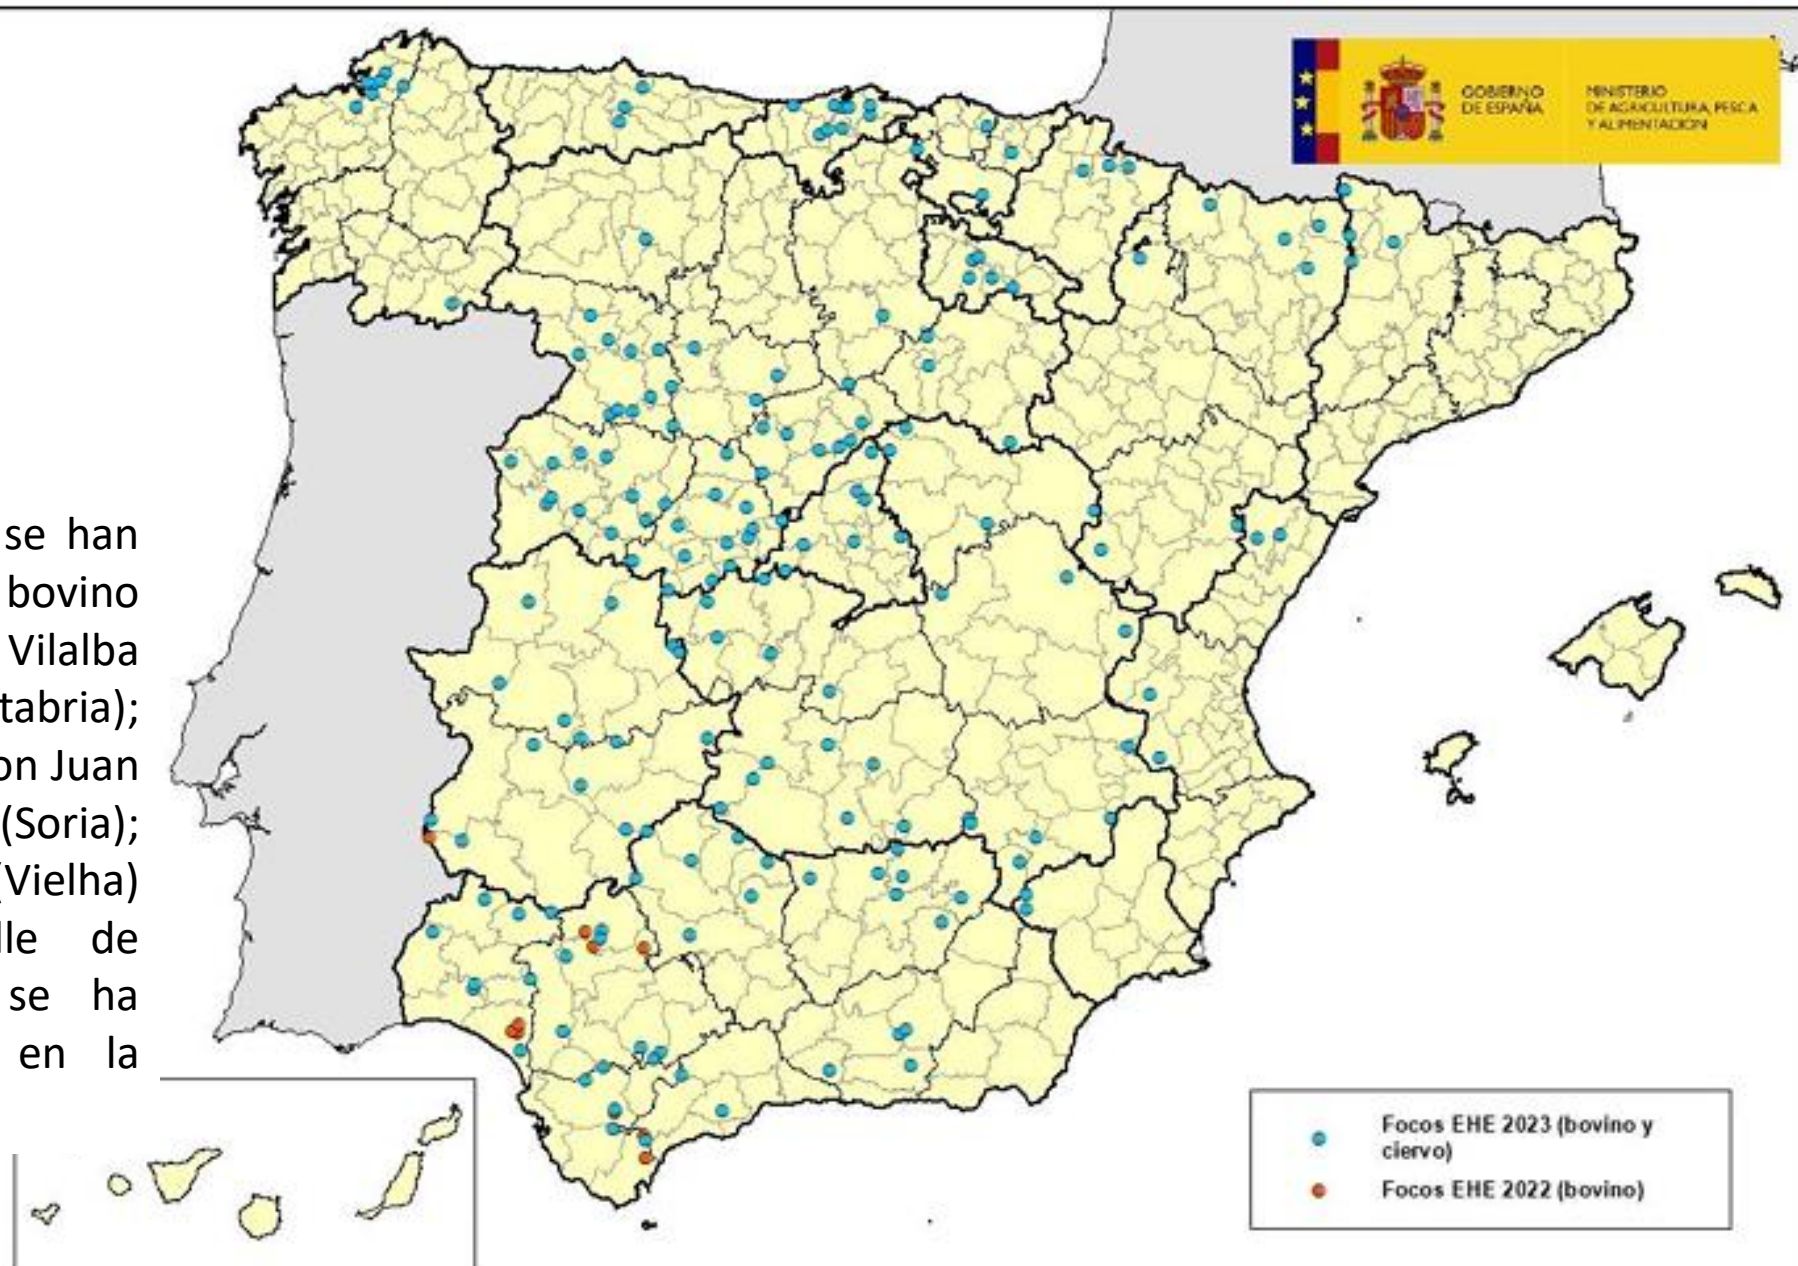 GOBIERNO
DE ESPAÑA
MINISTERIO
DE AGRICULTURA, PESCA
Y ALIMENTACIÓN
se han
bovino
Vilalba
tabria);
on Juan
(Soria);
(Vielha)
lle de
se ha
en la
Focos EHE 2023 (bovino y
ciervo)
Focos EHE 2022 (bovino)